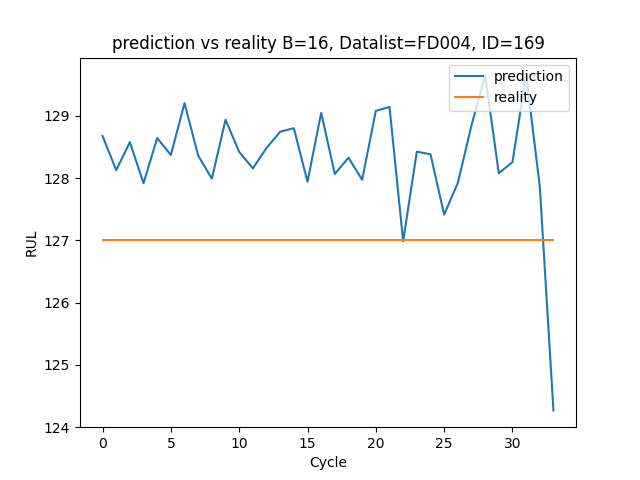 prediction vs reality B=16, Datalist=FD004, ID=169
prediction
reality
129
128
127
126
125
124
RUL
0 5 10 15 20 25 30
Cycle